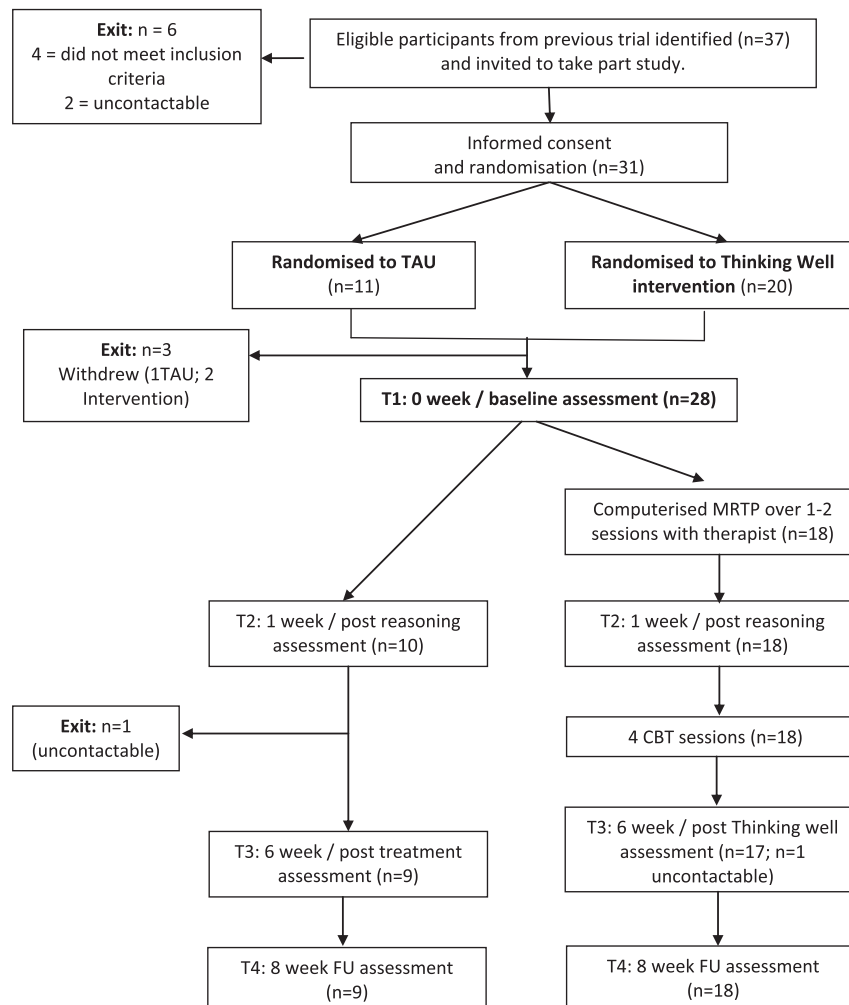 Exit: n = 6
4 = did not meet inclusion
criteria
2 = uncontactable
Eligible participants from previous trial identified (n=37)
and invited to take part study.
Informed consent
and randomisation (n=31)
Randomised to TAU
(n=11)
Randomised to Thinking Well
intervention (n=20)
Exit: n=3
Withdrew (1TAU; 2
Intervention)
T1: 0 week / baseline assessment (n=28)
Computerised MRTP over 1-2
sessions with therapist (n=18)
T2: 1 week / post reasoning
assessment (n=10)
T2: 1 week / post reasoning
assessment (n=18)
Exit: n=1
(uncontactable)
4 CBT sessions (n=18)
T3: 6 week / post treatment
assessment (n=9)
T3: 6 week / post Thinking well
assessment (n=17; n=1
uncontactable)
T4: 8 week FU assessment
(n=9)
T4: 8 week FU assessment
(n=18)